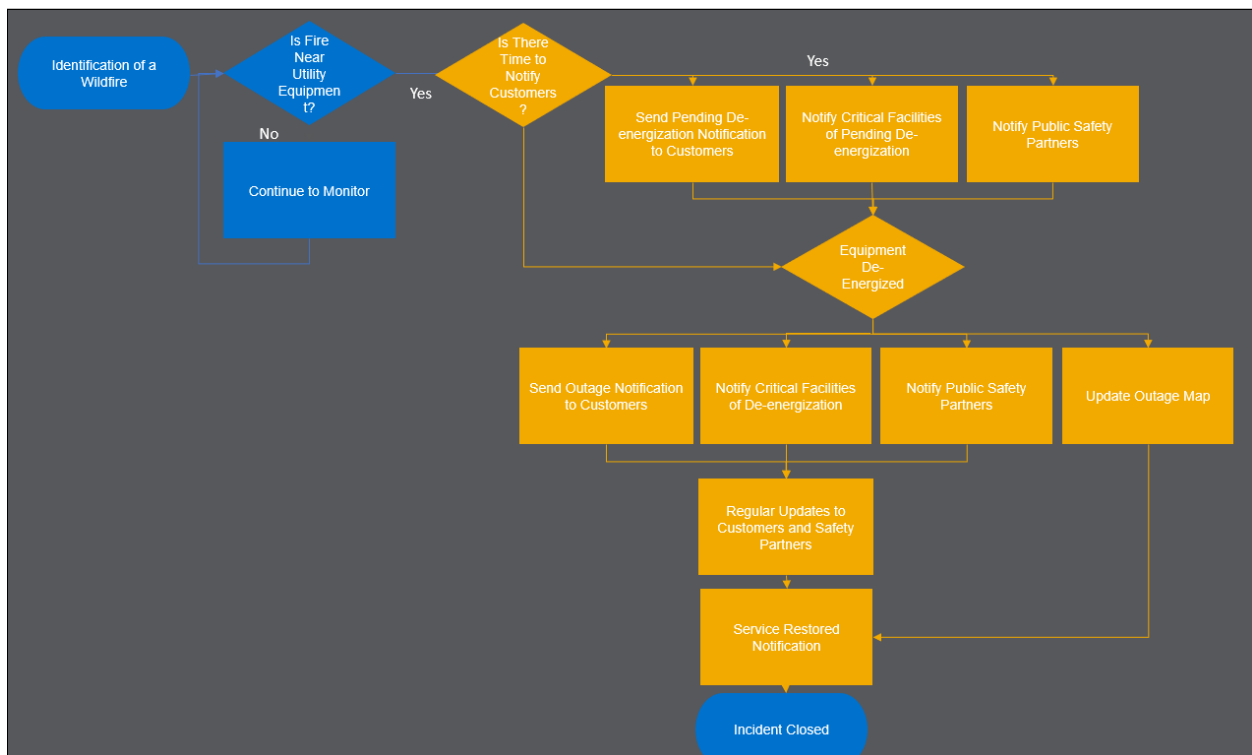 Identification of a
Wildfire
Is Fire
Near
Utility
Equipmen
t?
Yes
No
Continue to Monitor
Is There
Time to
Notify
Customers
?
Yes
Send Pending De-
energization Notification
to Customers
Notify Critical Facilities
of Pending De-
energization
Notify Public Safety
Partners
Equipment
De-
Energized
Send Outage Notification
to Customers
Notify Critical Facilities
of De-energization
Notify Public Safety
Partners
Update Outage Map
Regular Updates to
Customers and Safety
Partners
Service Restored
Notification
Incident Closed